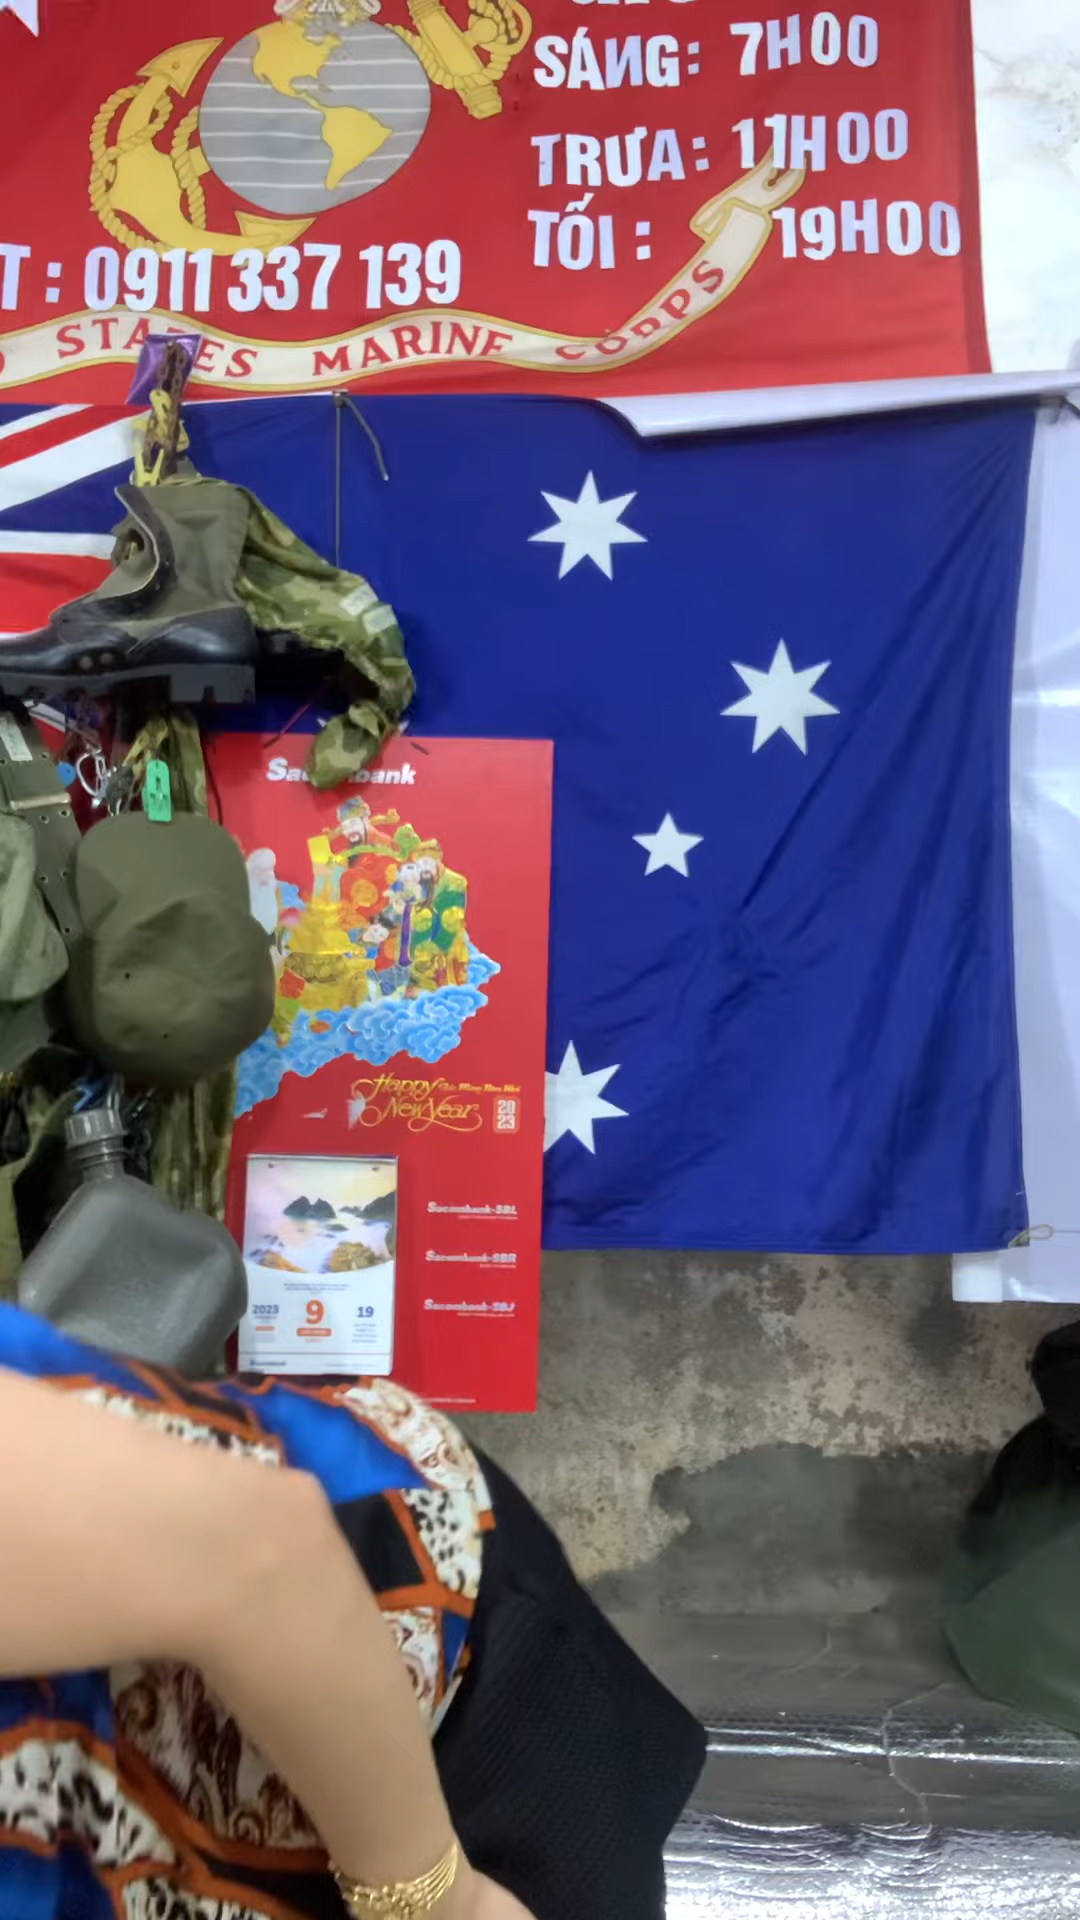 SÁNG: 7H00
TRƯA: 11H00
TỐI: 19H00
T: 0911 337 139
STATES MARINE CORPS
Sacombank
Happy
New Year
2023
Sacombank-SBL
Sacombank-SBR
Sacombank-SBJ
2023
9
19
Sacombank